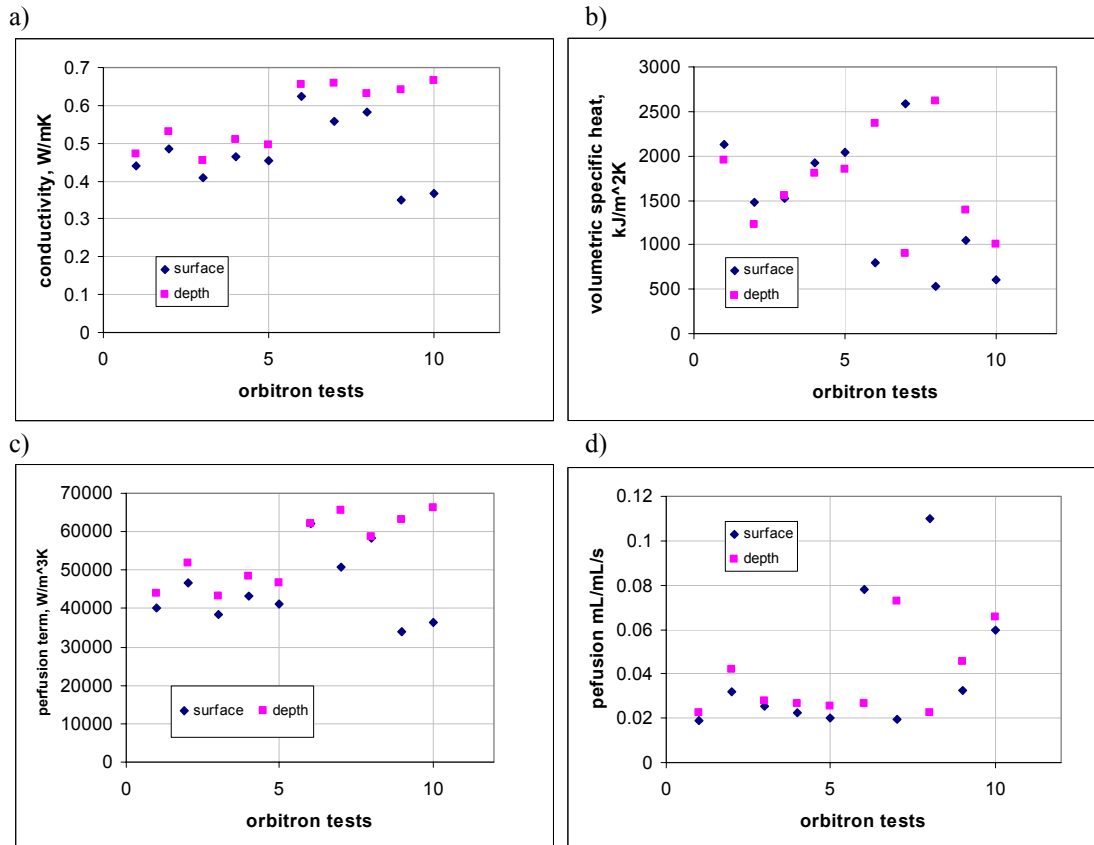 a)
0.7
0.6
0.5
0.4
0.3
0.2
0.1
0
conductivity, W/mK
surface
depth
0 5 10
orbitron tests
b)
3000
2500
2000
1500
1000
500
0
volumetric specific heat,
kJ/m^2K
surface
depth
0 5 10
orbitron tests
c)
70000
60000
50000
40000
30000
20000
10000
0
perfusion term, W/m^3K
surface depth
0 5 10
orbitron tests
d)
0.12
0.1
0.08
0.06
0.04
0.02
0
pefusion mL/mL/s
surface
depth
0 5 10
orbitron tests